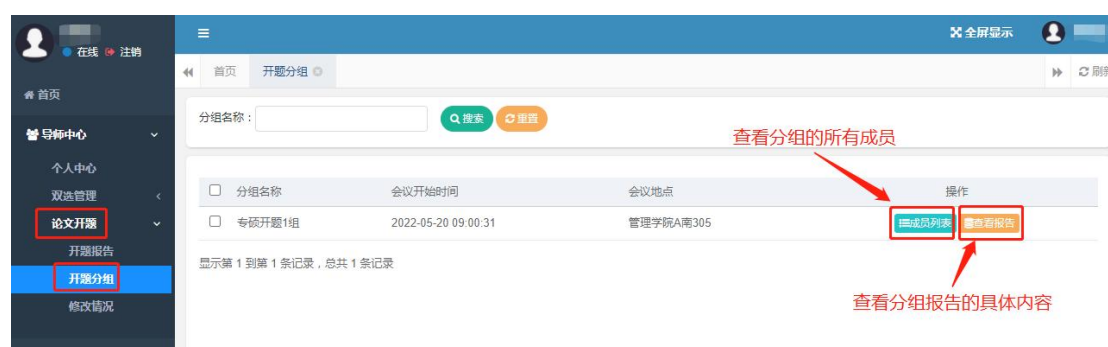 在线 注销
全屏显示
首页 开题分组
首页
分组名称：
搜索 重置
查看分组的所有成员
导师中心
个人中心
双选管理
论文开题
开题报告
开题分组
修改情况
分组名称 会议开始时间 会议地点 操作
专硕开题1组 2022-05-20 09:00:31 管理学院A南305 成员列表 查看报告
显示第 1 到第 1 条记录，总共 1 条记录
查看分组报告的具体内容